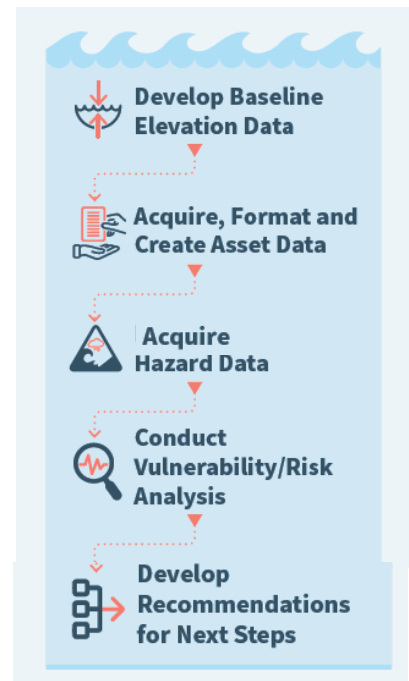 Develop Baseline
Elevation Data
Acquire, Format and
Create Asset Data
Acquire
Hazard Data
Conduct
Vulnerability/Risk
Analysis
Develop
Recommendations
for Next Steps